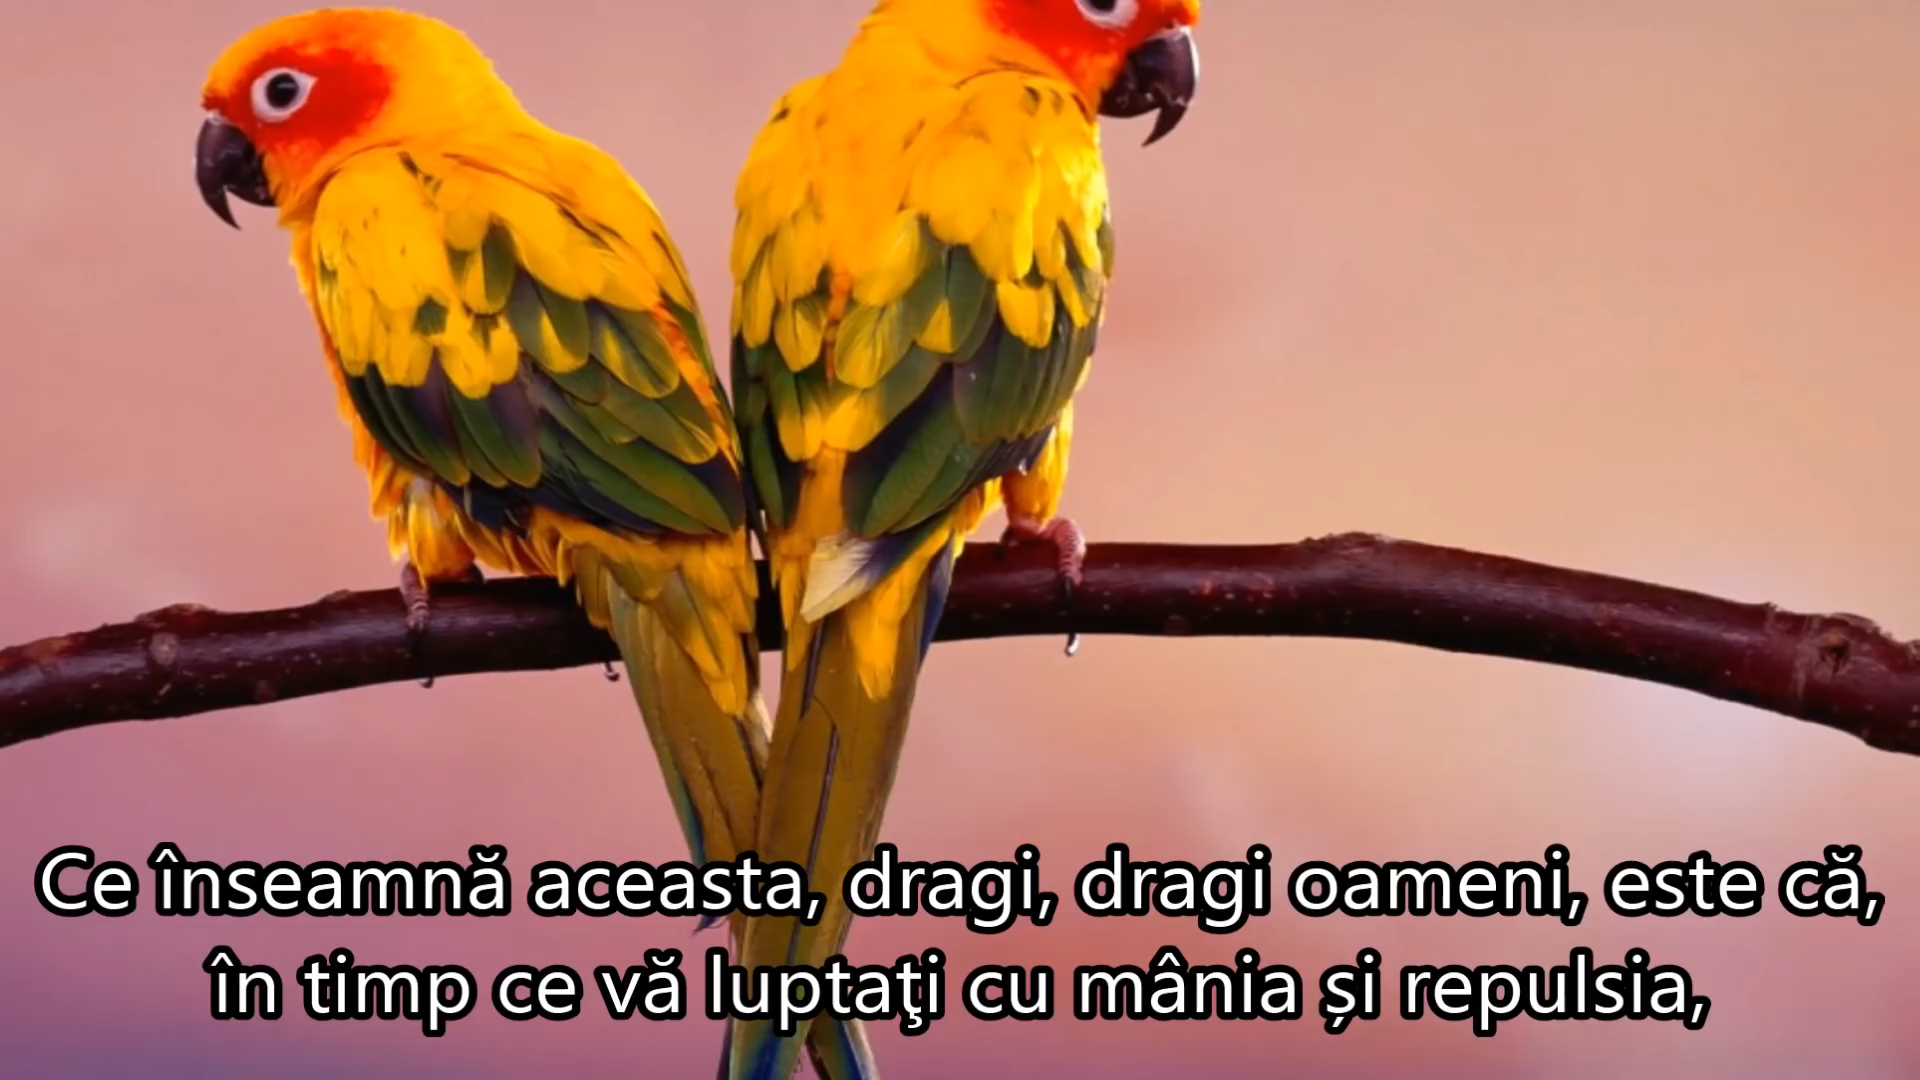 Ce înseamnă aceasta, dragi, dragi oameni, este că,
în timp ce vă luptaţi cu mânia și repulsia,